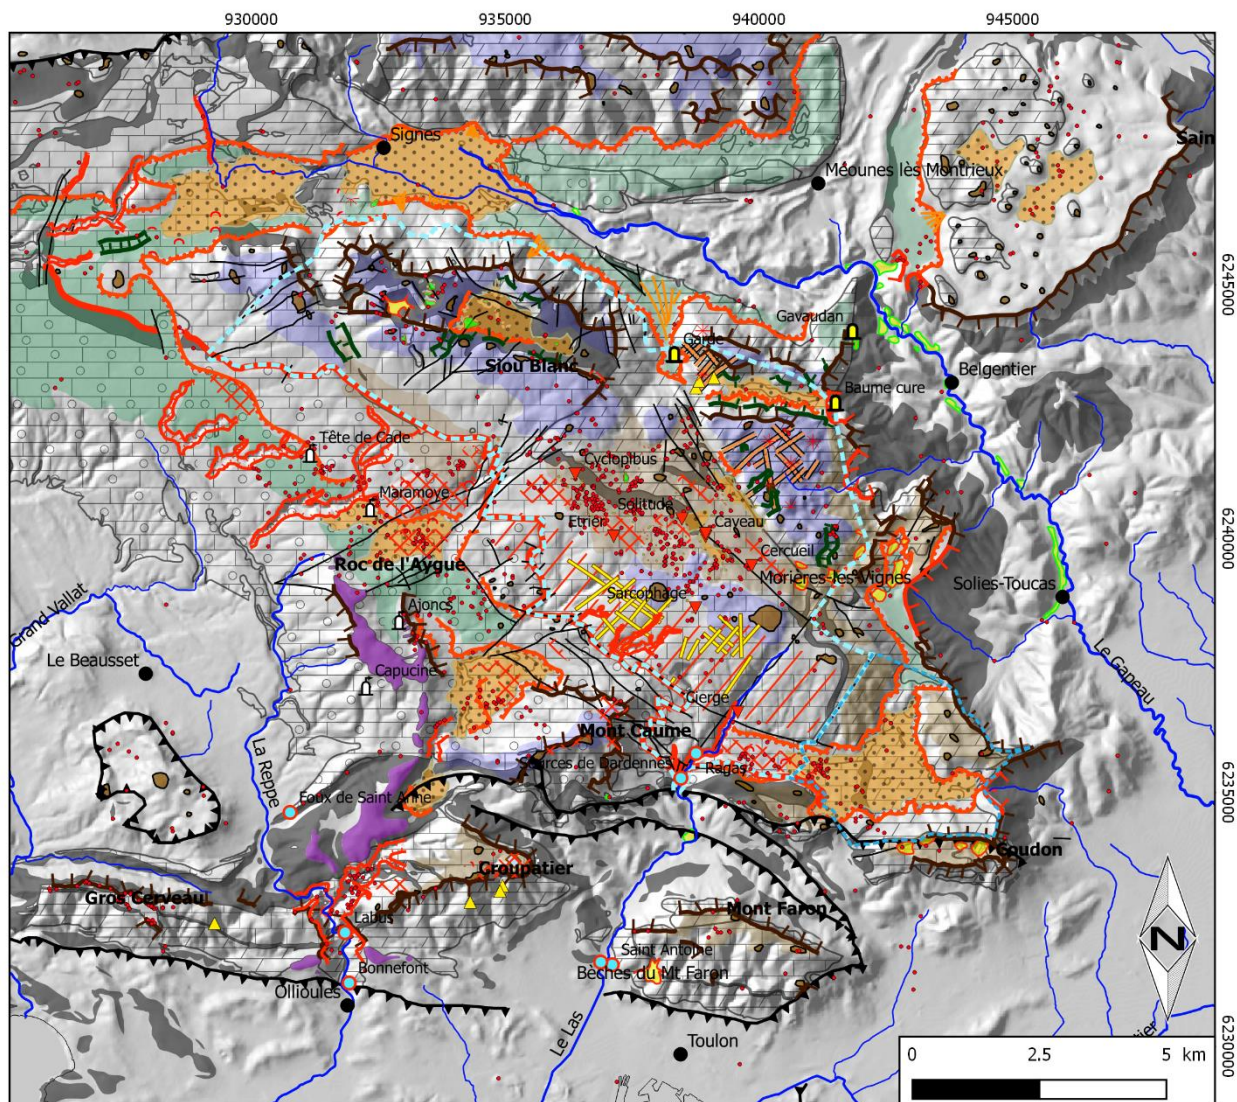 930000
935000
940000
945000
Signes
Sain
Méounes lès Montrieux
6245000
Gavaudan
Garde
Siou Blanc
Belgentier
Baume cure
Tête de Cade
Cyclopibus
Maramoye
Solitude
Etrier
Caveau
6240000
Cercueil
Roc de l'Aygue
Morières-les Vignes
Solies-Toucas
Sarcophage
Grand Vallat
Ajoncs
Le Beausset
Capucine
Le Gapeau
Cierge
Mont Caume
La Reppe
Sources de Dardennes
Ragas
6235000
Foux de Saint Anne
Coudon
Croupatier
Gros Cerveau
Mont Faron
Labus
N
Saint Antoine
Bonnefont
Bèches du Mt Faron
Ollioules
Le Las
Toulon
6230000
0
2.5
5
km